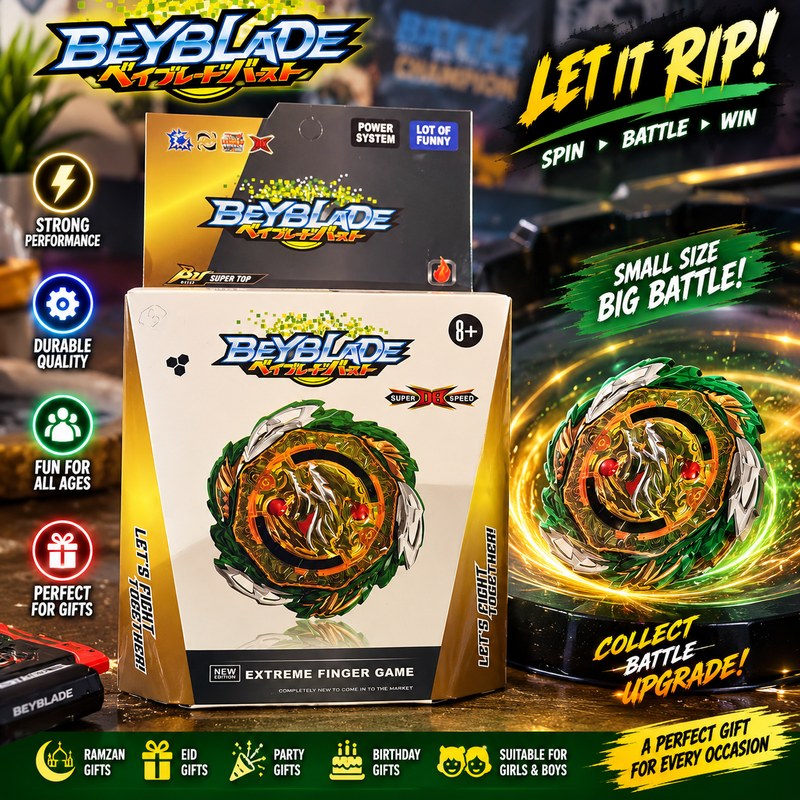 BEYBLADE
ベイブレードバースト
LET IT RIP!
SPIN ▸ BATTLE ▸ WIN
POWER
SYSTEM
LOT OF
FUNNY
BEYBLADE
ベイブレードバースト
SUPER TOP
STRONG
PERFORMANCE
DURABLE
QUALITY
FUN FOR
ALL AGES
PERFECT
FOR GIFTS
SMALL SIZE
BIG BATTLE!
8+
BEYBLADE
ベイブレードバースト
SUPER SPEED
LET'S FIGHT
TOGETHER!
LET'S FIGHT
TOGETHER!
NEW
EDITION
EXTREME FINGER GAME
COMPLETELY NEW TO COME IN TO THE MARKET
BEYBLADE
COLLECT
BATTLE
UPGRADE!
RAMZAN
GIFTS
EID
GIFTS
PARTY
GIFTS
BIRTHDAY
GIFTS
SUITABLE FOR
GIRLS & BOYS
A PERFECT GIFT
FOR EVERY OCCASION